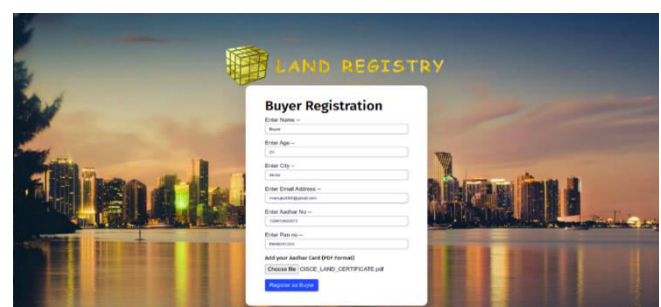 LAND REGISTRY
Buyer Registration
Enter Name --
Buyer
Enter Age --
Enter City --
Enter Email Address --
Enter Aadhar No --
Enter Pan no --
Add your Aadhar Card (PDF Format)
Choose file CISCE_LAND_CERTIFICATE.pdf
Register as Buyer